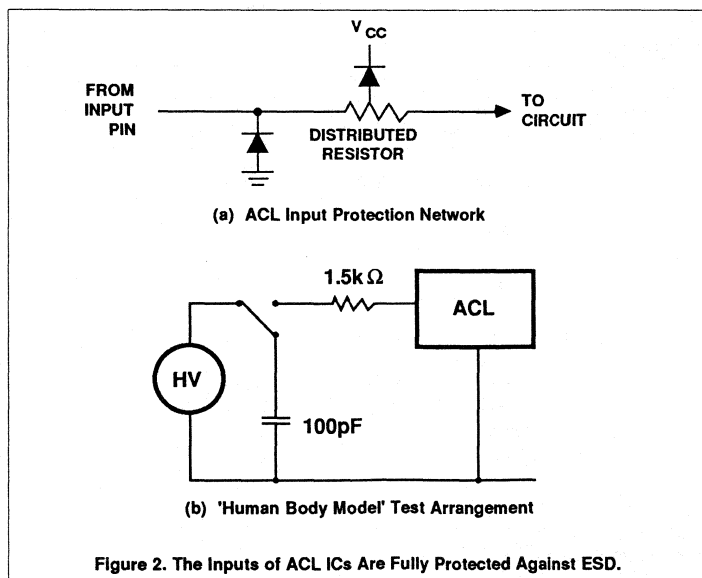 V CC
FROM
INPUT
PIN
TO
CIRCUIT
DISTRIBUTED
RESISTOR
(a) ACL Input Protection Network
1.5k Ω
ACL
HV
100pF
(b) 'Human Body Model' Test Arrangement
Figure 2. The Inputs of ACL ICs Are Fully Protected Against ESD.